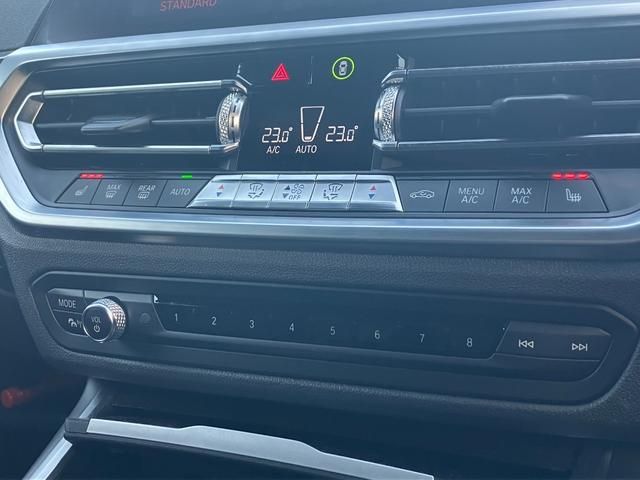 STANDARD
23.0° 23.0°
A/C AUTO
MAX REAR AUTO OFF MENU A/C MAX A/C
MODE
VOL
1 2 3 4 5 6 7 8